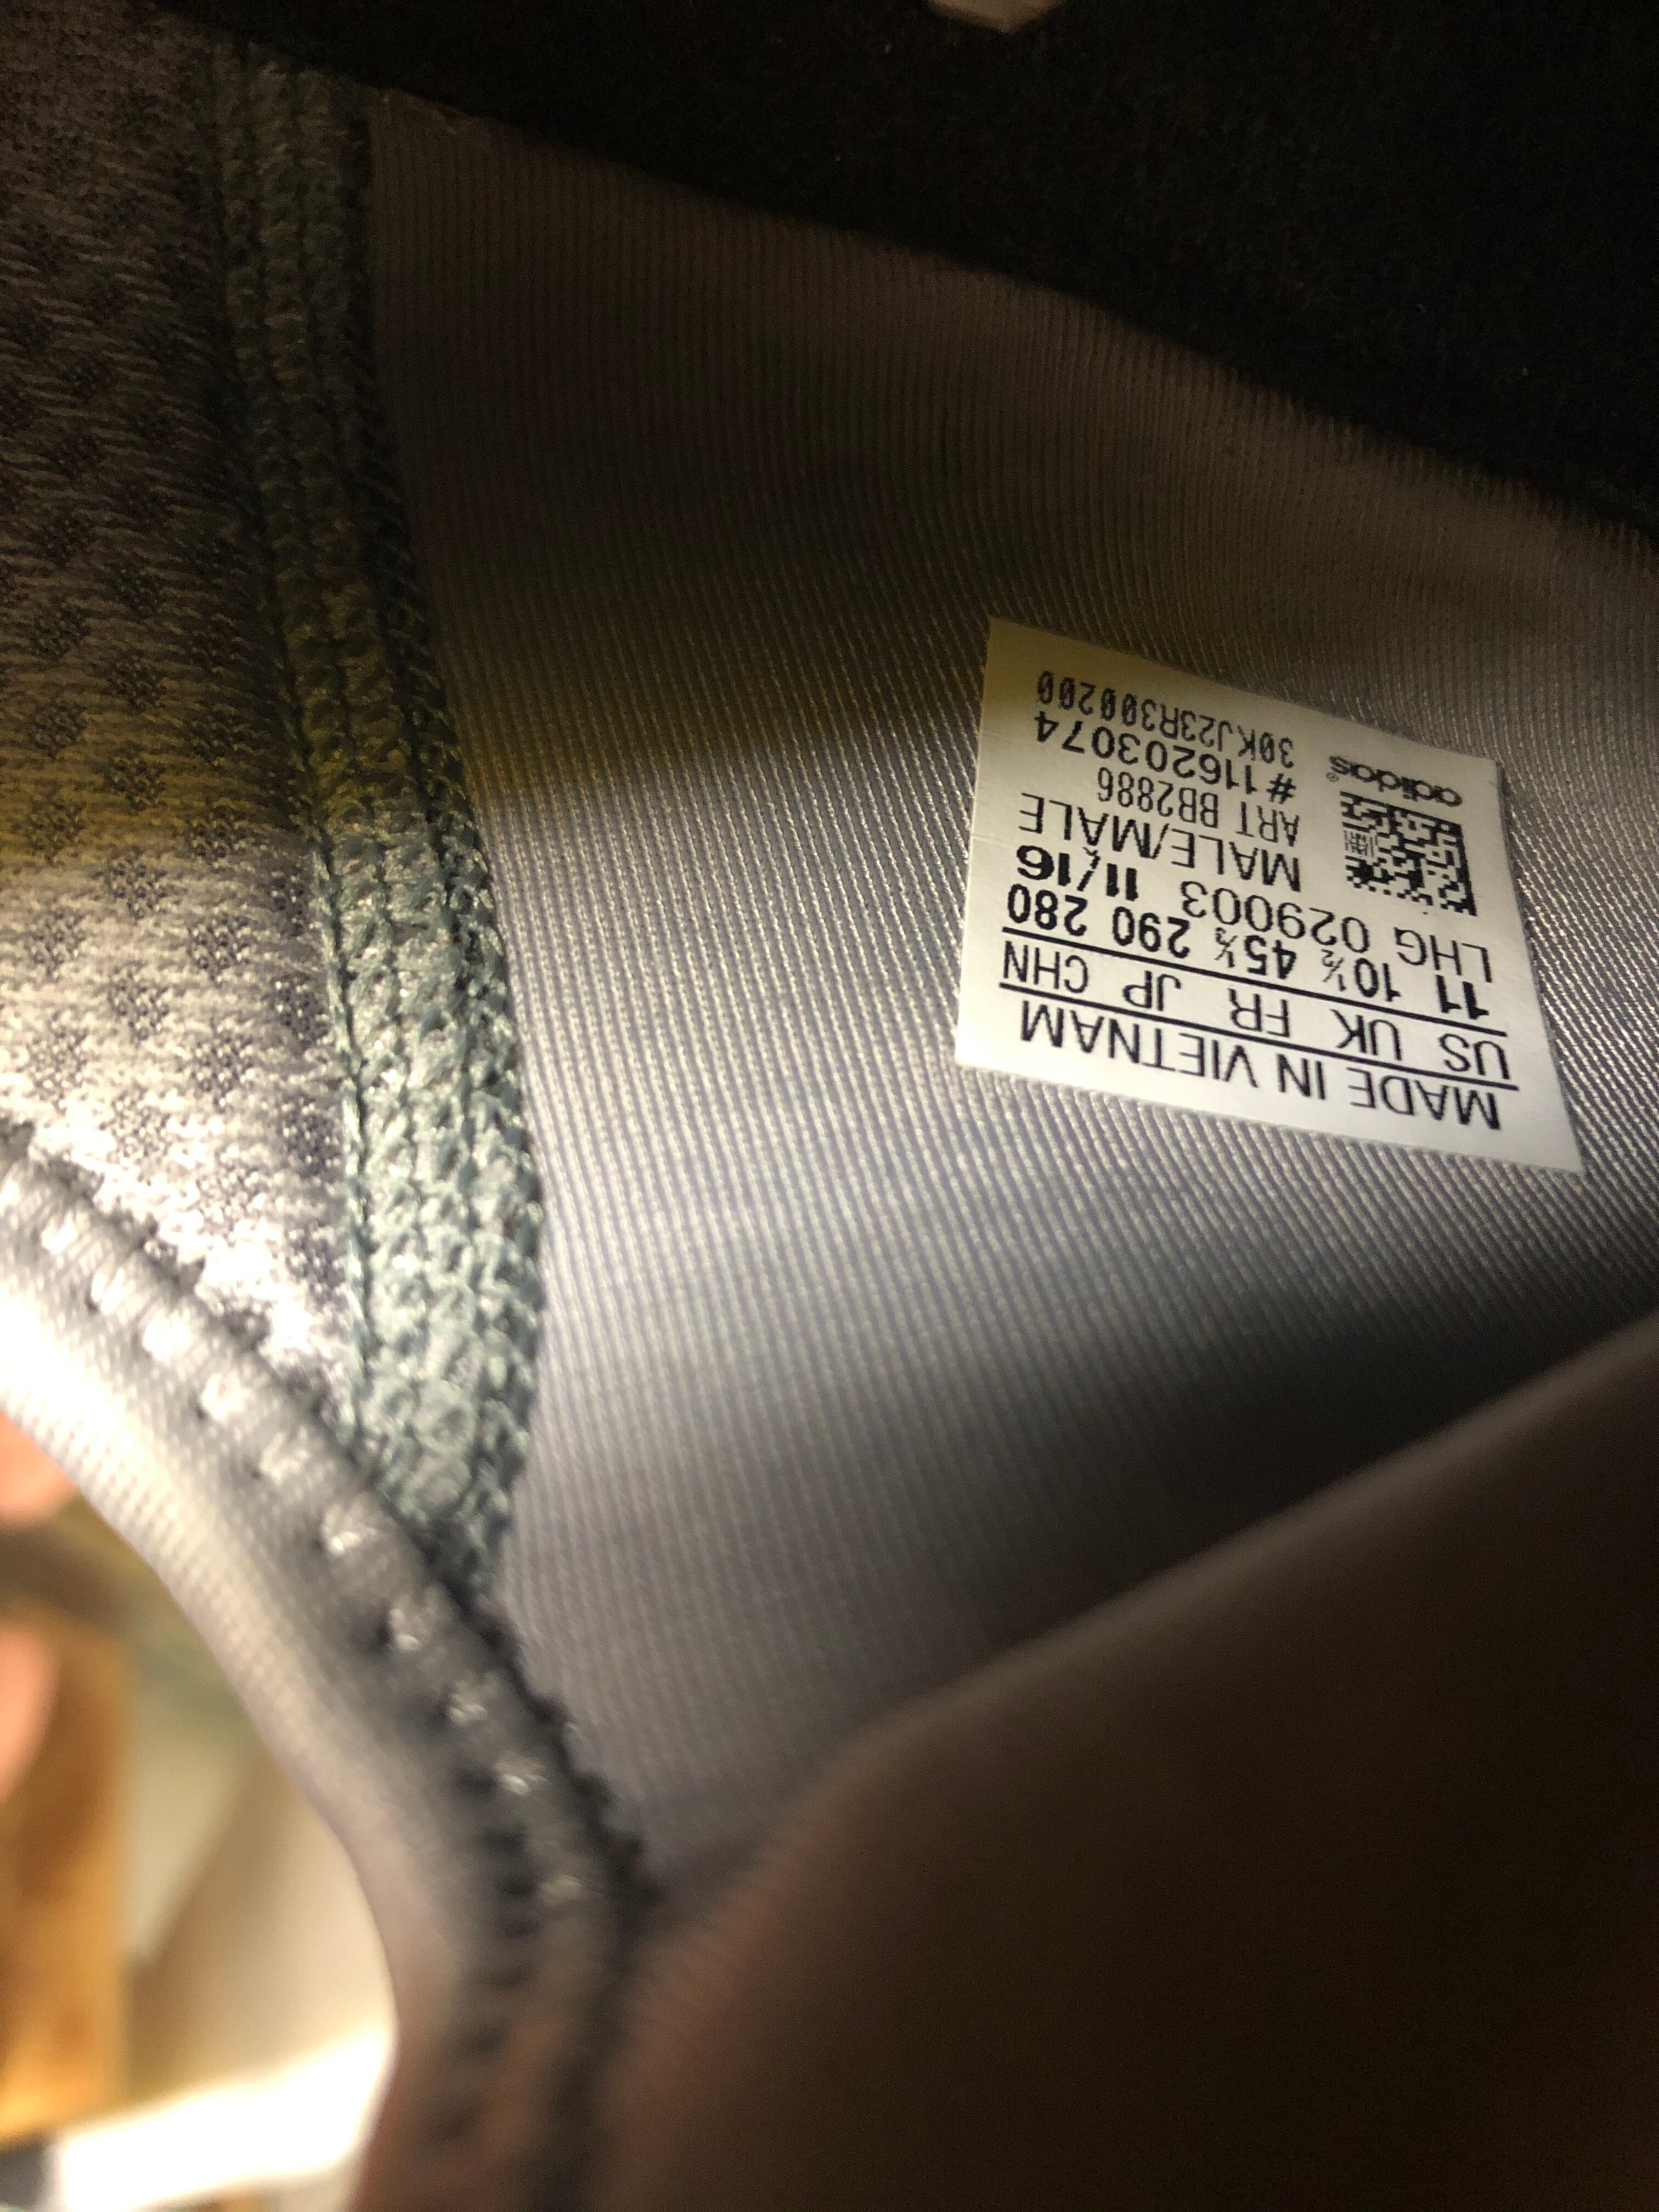 MADE IN VIETNAM
US UK FR JP CHN
11 10½ 45⅓ 290 280
LHG 029003 11/16
MALE/MALE
ART BB2886
#116203074
30KJ23R300200
adidas®